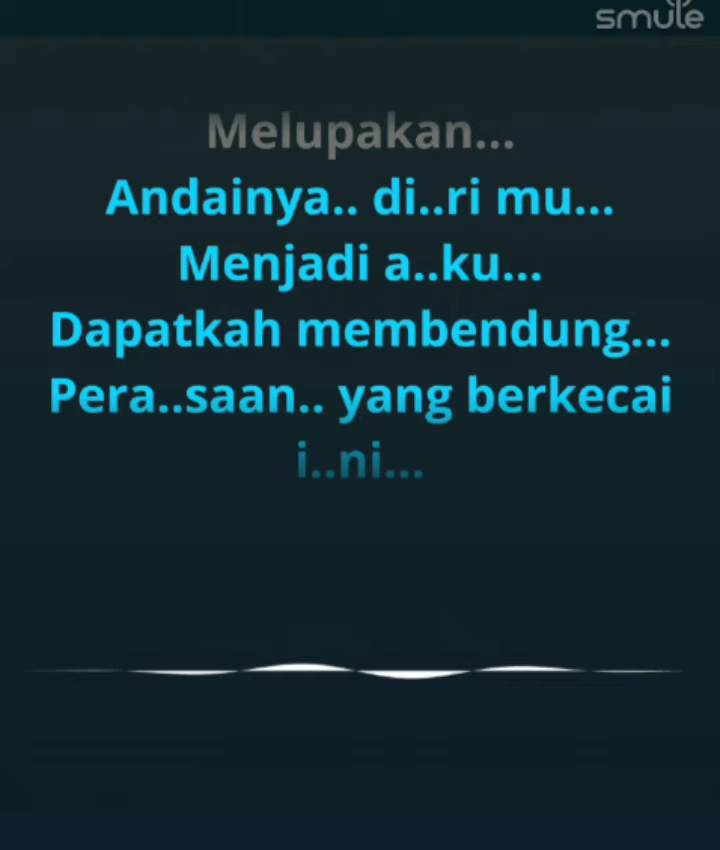 smule
Melupakan...
Andainya.. di..ri mu...
Menjadi a..ku...
Dapatkah membendung...
Pera..saan.. yang berkecai
i..ni...